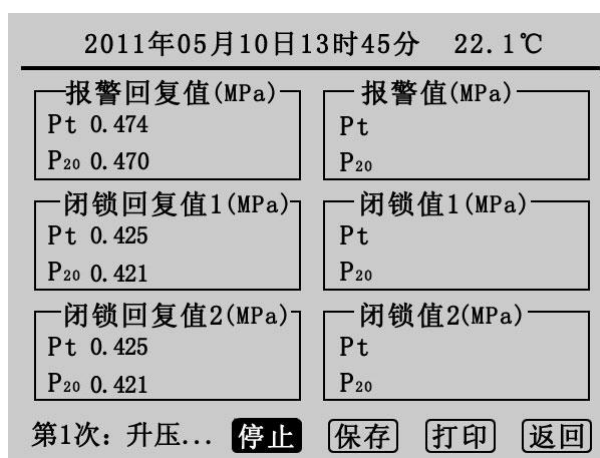 2011年05月10日13时45分 22.1℃
报警回复值(MPa) 报警值(MPa)
Pt 0.474 Pt
P20 0.470 P20
闭锁回复值1(MPa) 闭锁值1(MPa)
Pt 0.425 Pt
P20 0.421 P20
闭锁回复值2(MPa) 闭锁值2(MPa)
Pt 0.425 Pt
P20 0.421 P20
第1次: 升压... 停止 保存 打印 返回